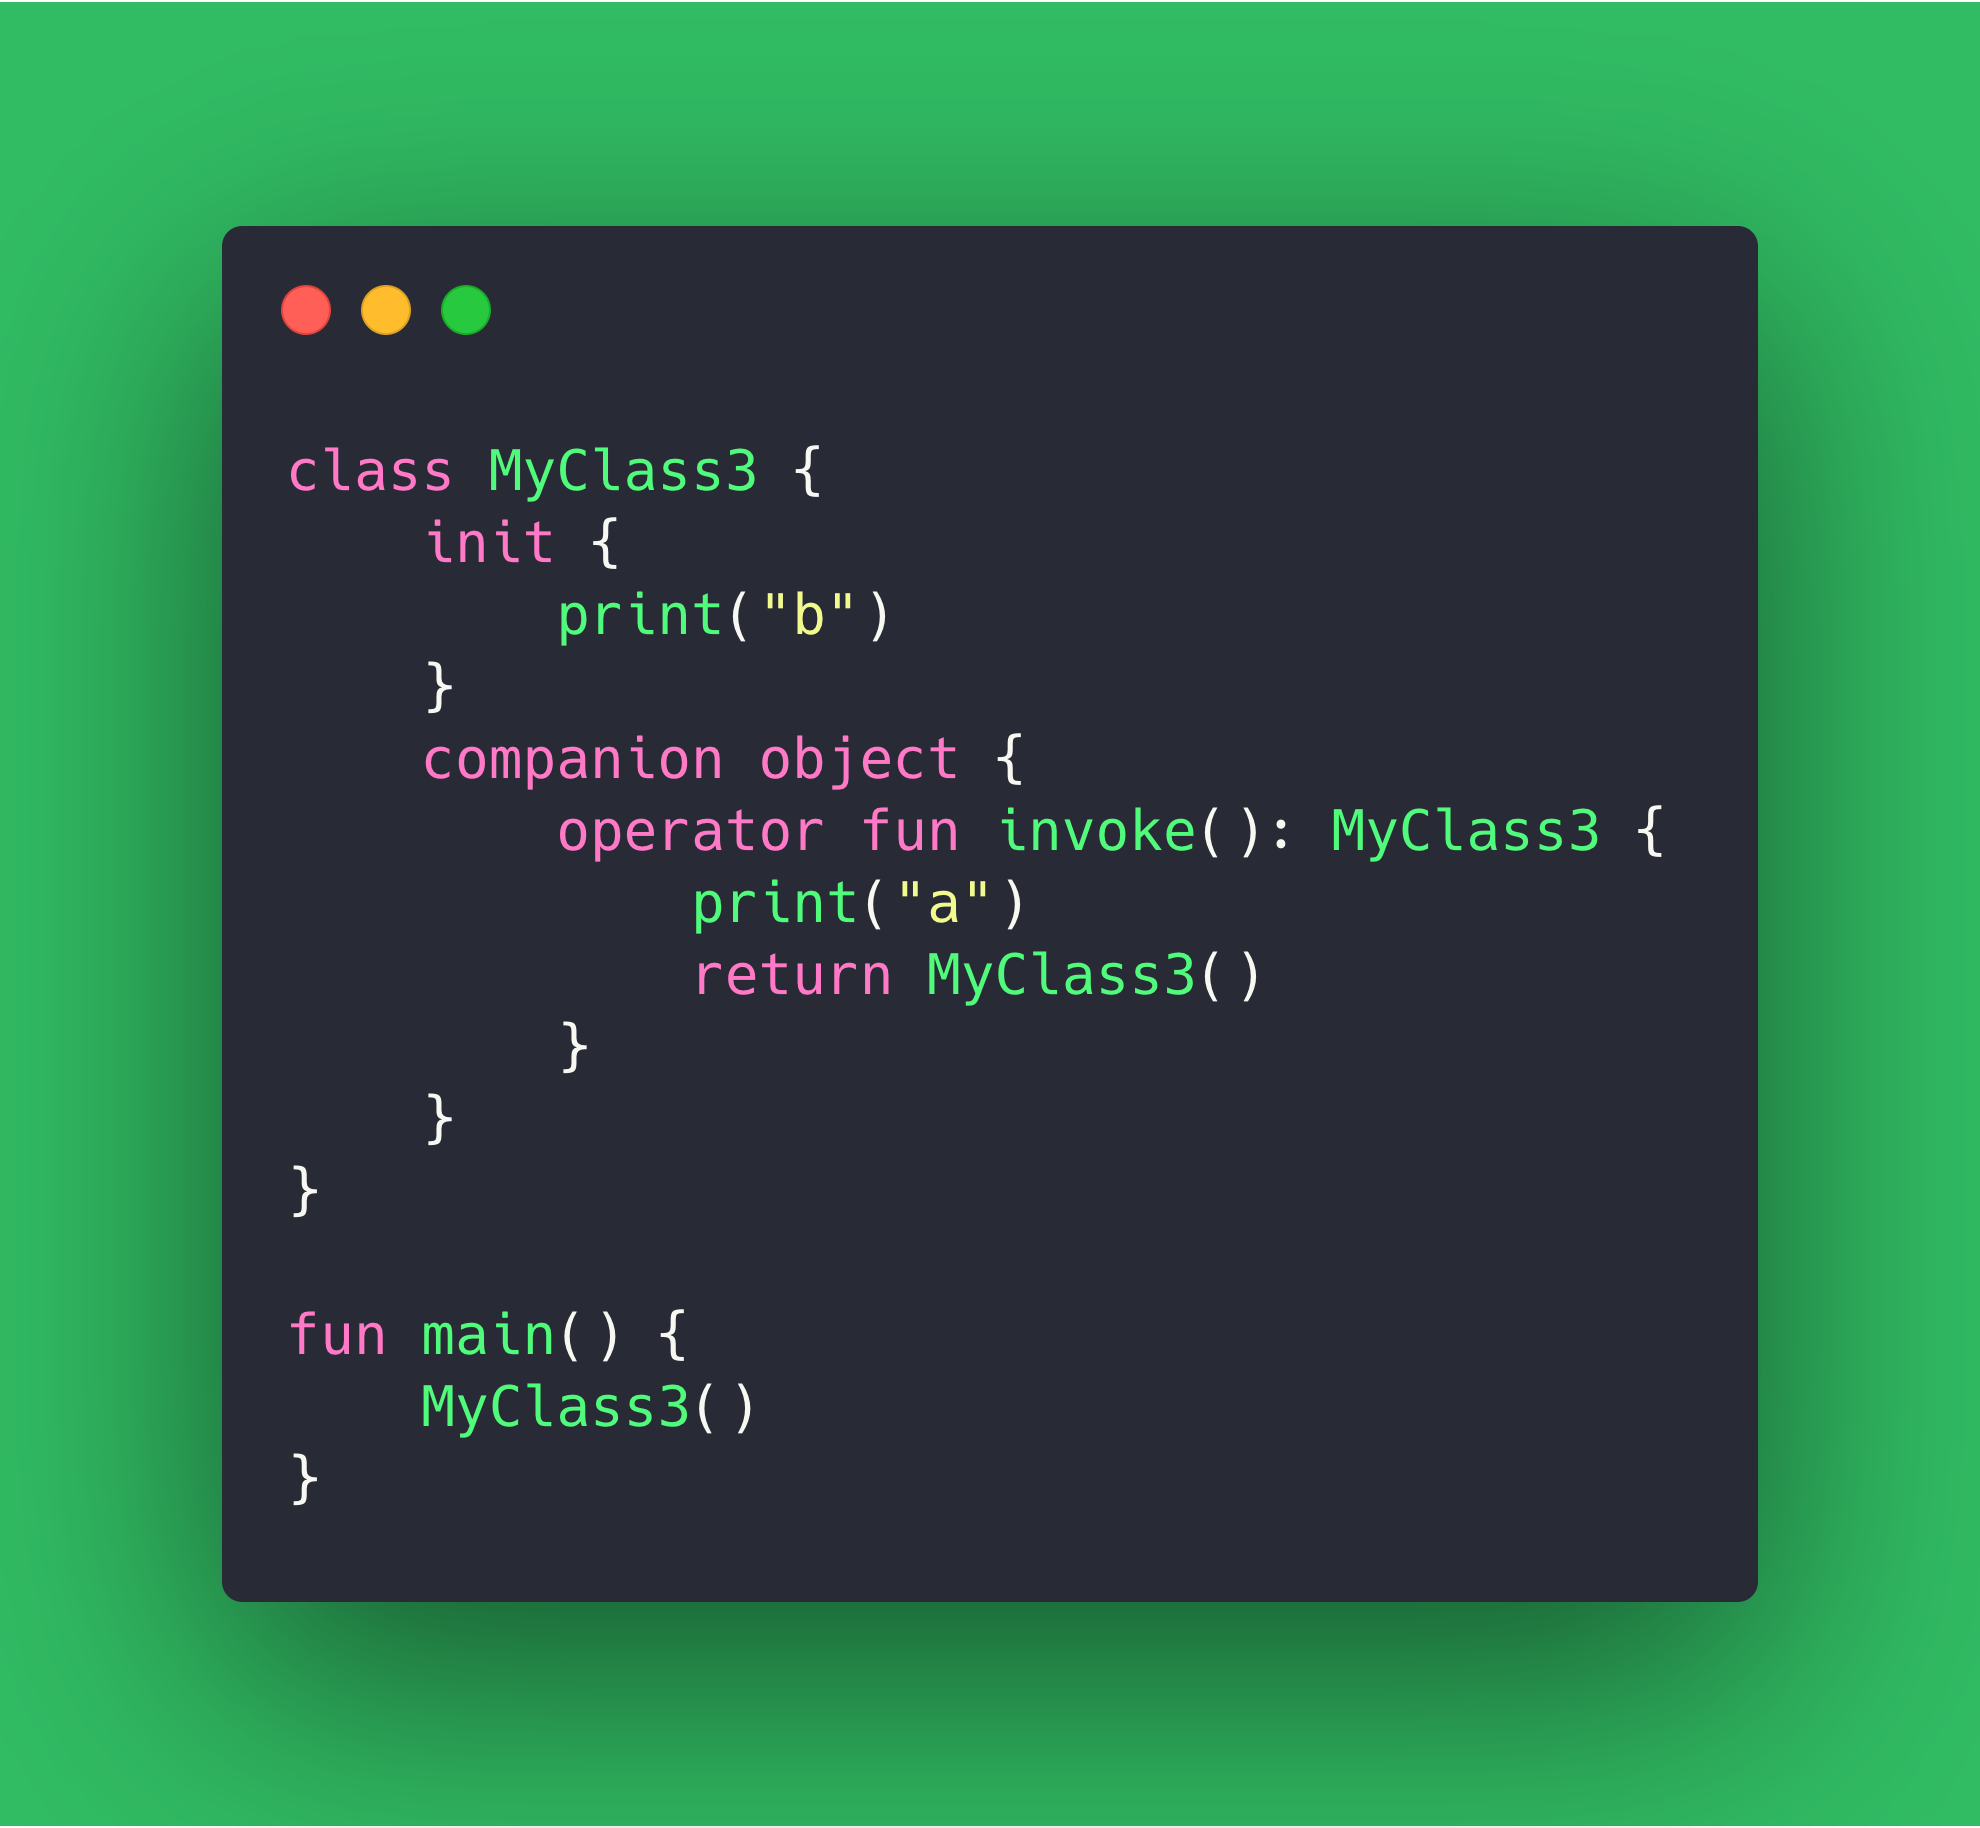 class MyClass3 {
    init {
        print("b")
    }
    companion object {
        operator fun invoke(): MyClass3 {
            print("a")
            return MyClass3()
        }
    }
}

fun main() {
    MyClass3()
}